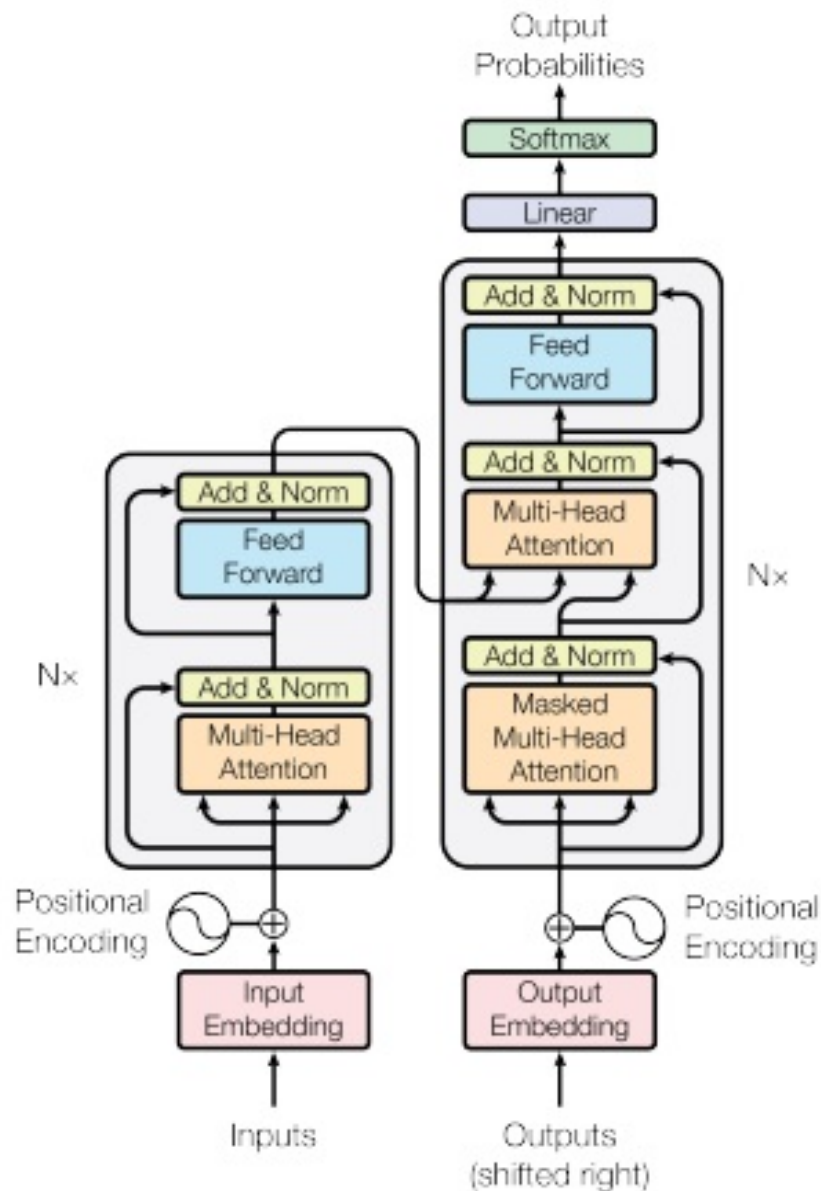 Output
Probabilities
Softmax
Linear
Add & Norm
Feed
Forward
Add & Norm
Multi-Head
Attention
Add & Norm
Masked
Multi-Head
Attention
N×
Add & Norm
Feed
Forward
Add & Norm
Multi-Head
Attention
N×
Positional
Encoding
Positional
Encoding
Input
Embedding
Output
Embedding
Inputs
Outputs
(shifted right)